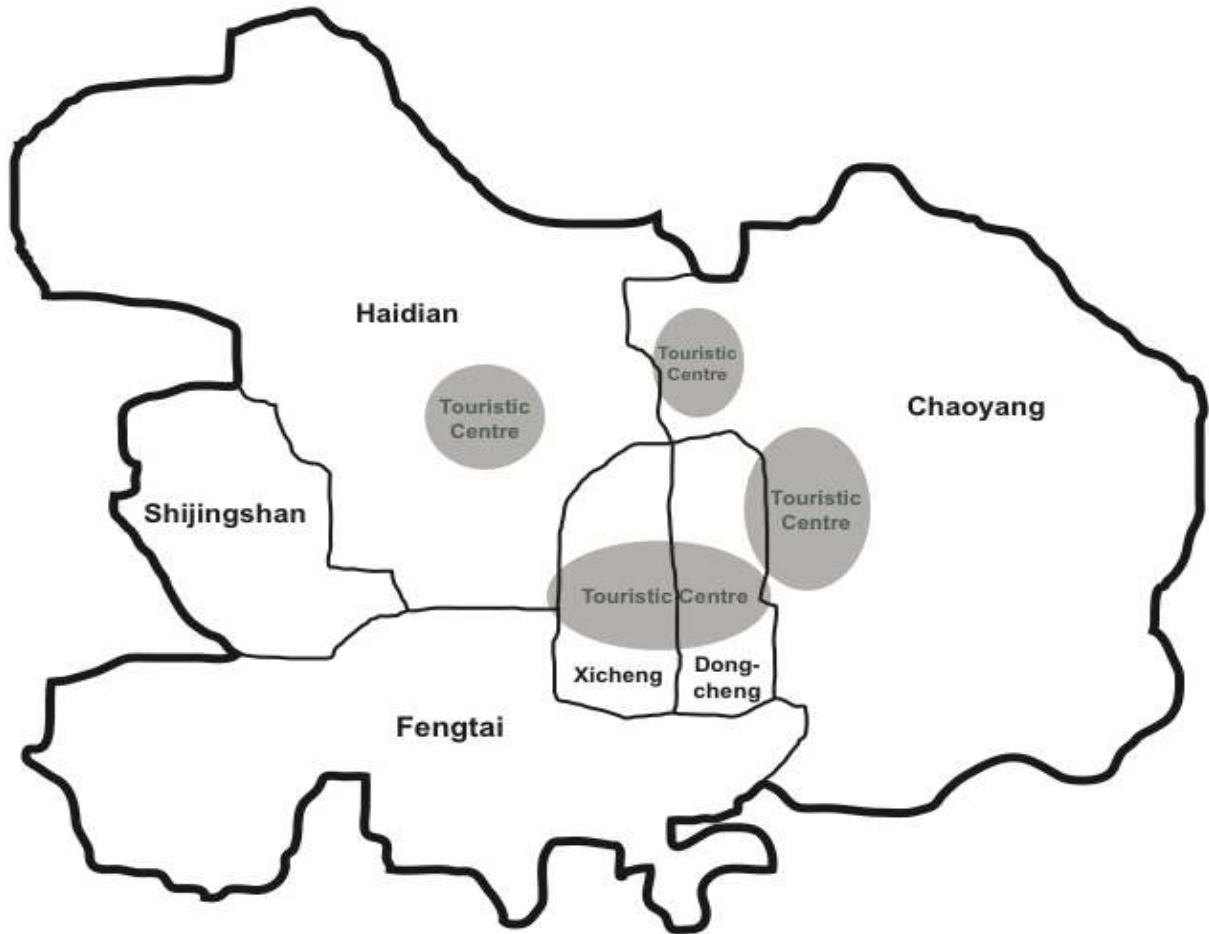 Haidian
Touristic
Centre
Chaoyang
Touristic
Centre
Shijingshan
Touristic
Centre
Touristic Centre
Xicheng
Dong-
cheng
Fengtai